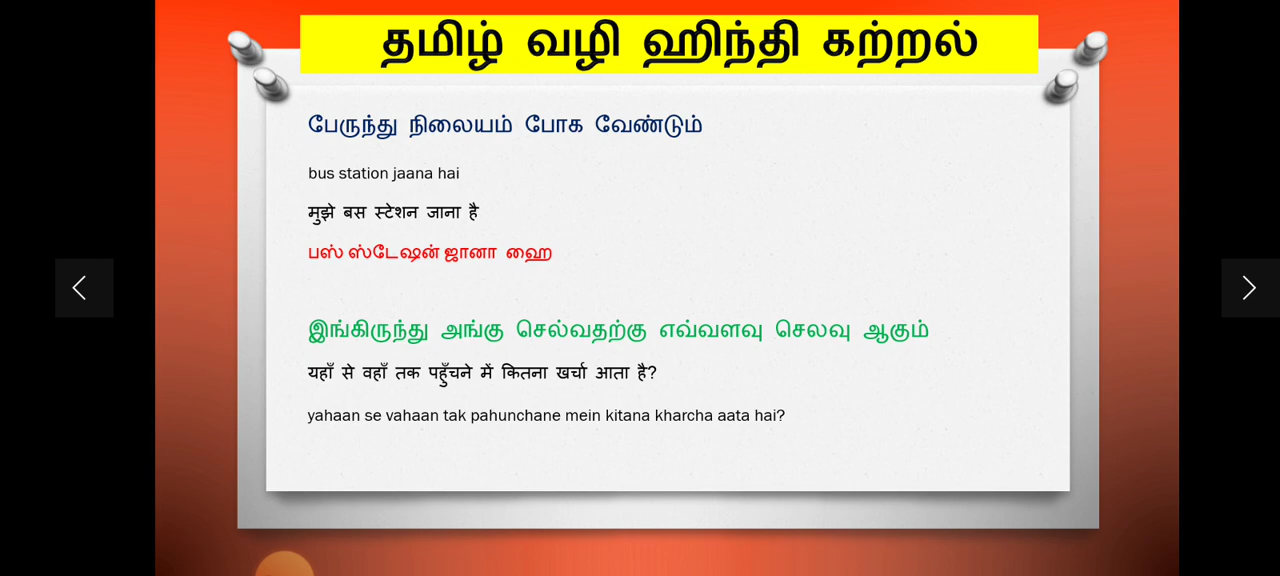 தமிழ் வழி ஹிந்தி கற்றல்
பேருந்து நிலையம் போக வேண்டும்
bus station jaana hai
मुझे बस स्टेशन जाना है
பஸ் ஸ்டேஷன் ஜானா ஹை
இங்கிருந்து அங்கு செல்வதற்கு எவ்வளவு செலவு ஆகும்
यहाँ से वहाँ तक पहुँचने में कितना खर्चा आता है?
yahaan se vahaan tak pahunchane mein kitana kharcha aata hai?